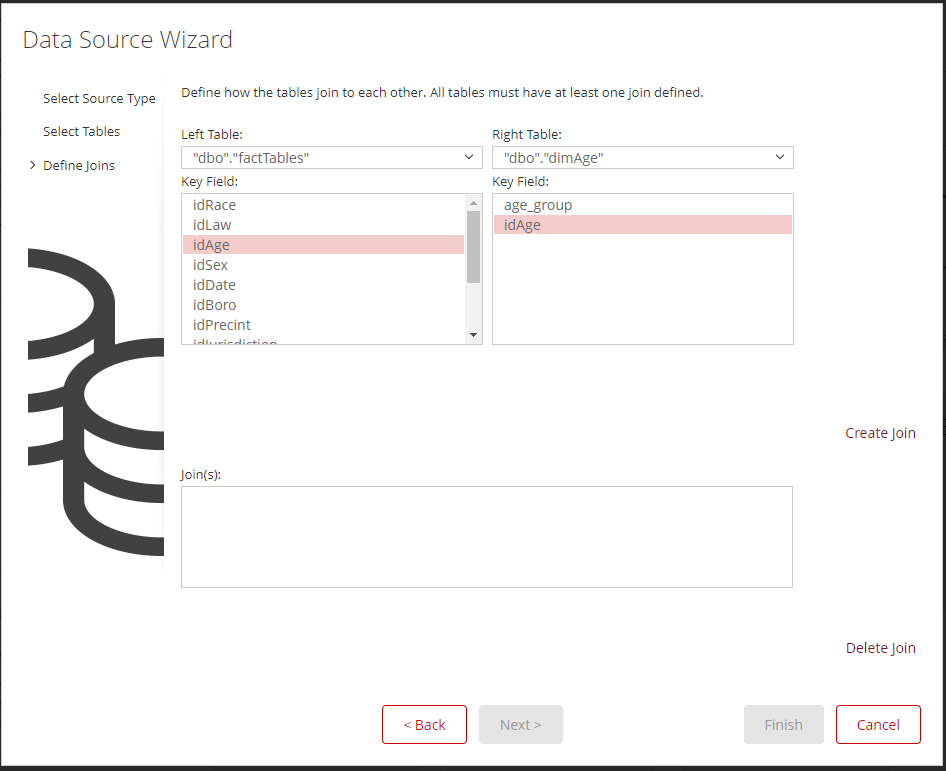 Data Source Wizard
Select Source Type
Select Tables
> Define Joins
Define how the tables join to each other. All tables must have at least one join defined.
Left Table:
"dbo"."factTables"
Key Field:
idRace
idLaw
idAge
idSex
idDate
idBoro
idPrecint
idJurisdiction
Right Table:
"dbo"."dimAge"
Key Field:
age_group
idAge
Create Join
Join(s):
Delete Join
< Back
Next >
Finish
Cancel